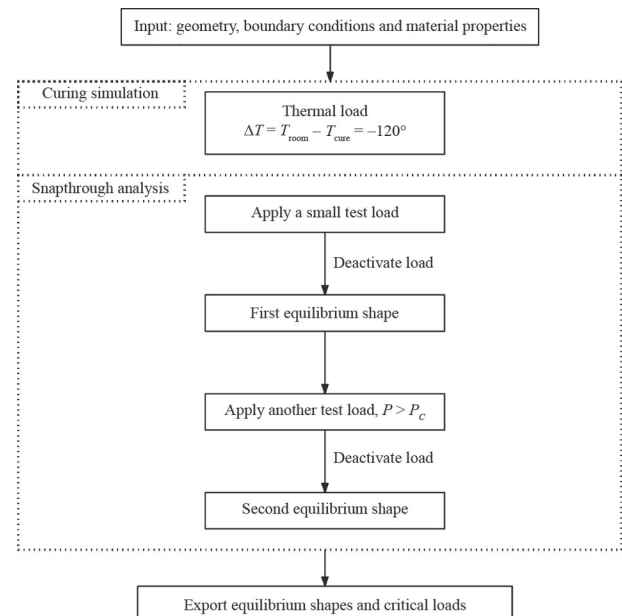 Input: geometry, boundary conditions and material properties
Curing simulation
Thermal load
ΔT = T_room – T_cure = –120°
Snapthrough analysis
Apply a small test load
Deactivate load
First equilibrium shape
Apply another test load, P > P_C
Deactivate load
Second equilibrium shape
Export equilibrium shapes and critical loads